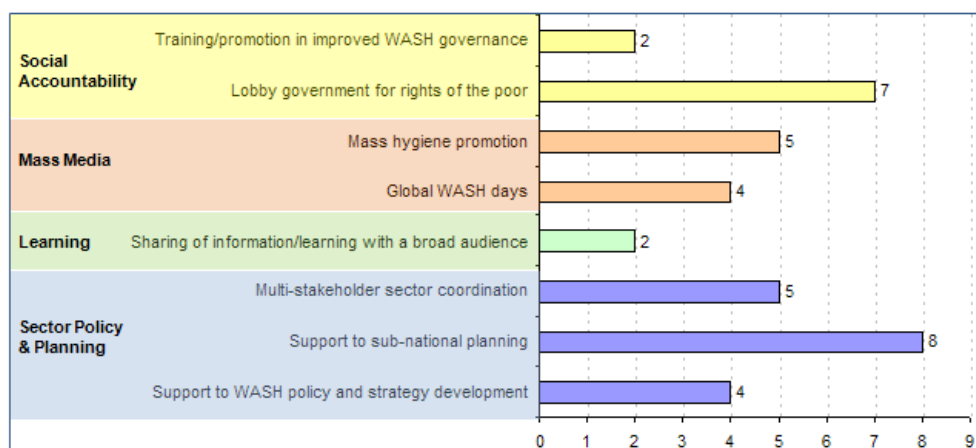 Social
Accountability
Training/promotion in improved WASH governance
2
Lobby government for rights of the poor
7
Mass Media
Mass hygiene promotion
5
Global WASH days
4
Learning
Sharing of information/learning with a broad audience
2
Sector Policy
& Planning
Multi-stakeholder sector coordination
5
Support to sub-national planning
8
Support to WASH policy and strategy development
4
0 1 2 3 4 5 6 7 8 9